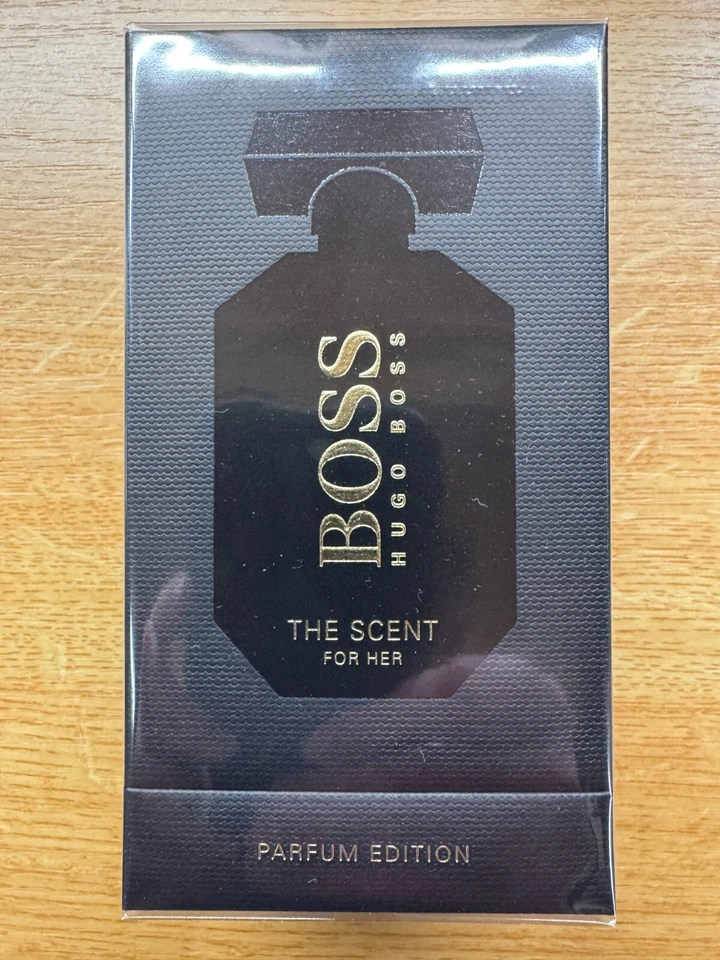 BOSS
HUGO BOSS
THE SCENT
FOR HER
PARFUM EDITION